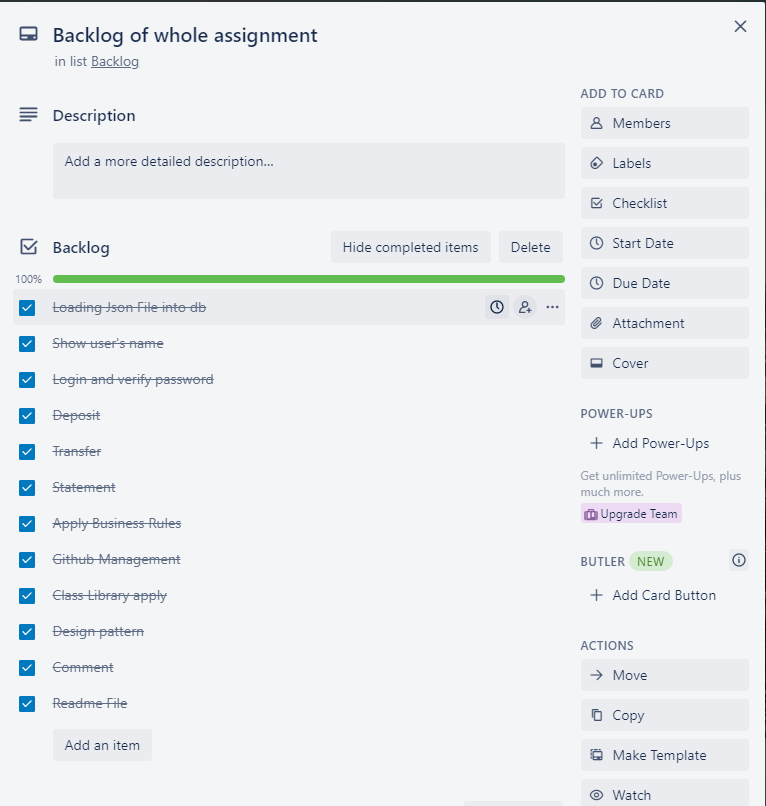 Backlog of whole assignment
in list Backlog
Description
Add a more detailed description...
Backlog
Hide completed items
Delete
100%
Loading Json File into db
Show user's name
Login and verify password
Deposit
Transfer
Statement
Apply Business Rules
Github Management
Class Library apply
Design pattern
Comment
Readme File
Add an item
ADD TO CARD
Members
Labels
Checklist
Start Date
Due Date
Attachment
Cover
POWER-UPS
Add Power-Ups
Get unlimited Power-Ups, plus
much more.
Upgrade Team
BUTLER NEW
Add Card Button
ACTIONS
Move
Copy
Make Template
Watch